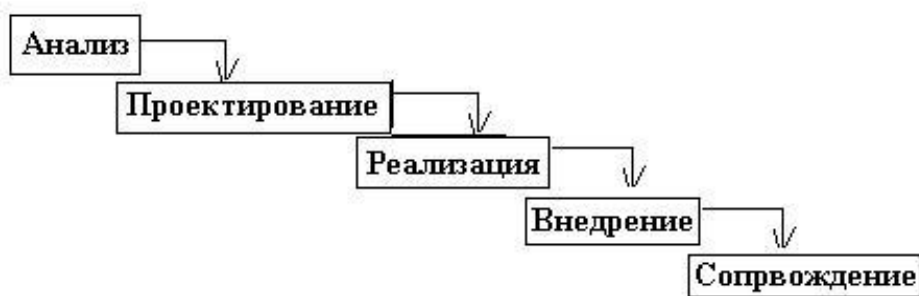 Анализ
Проектирование
Реализация
Внедрение
Сопрвождение